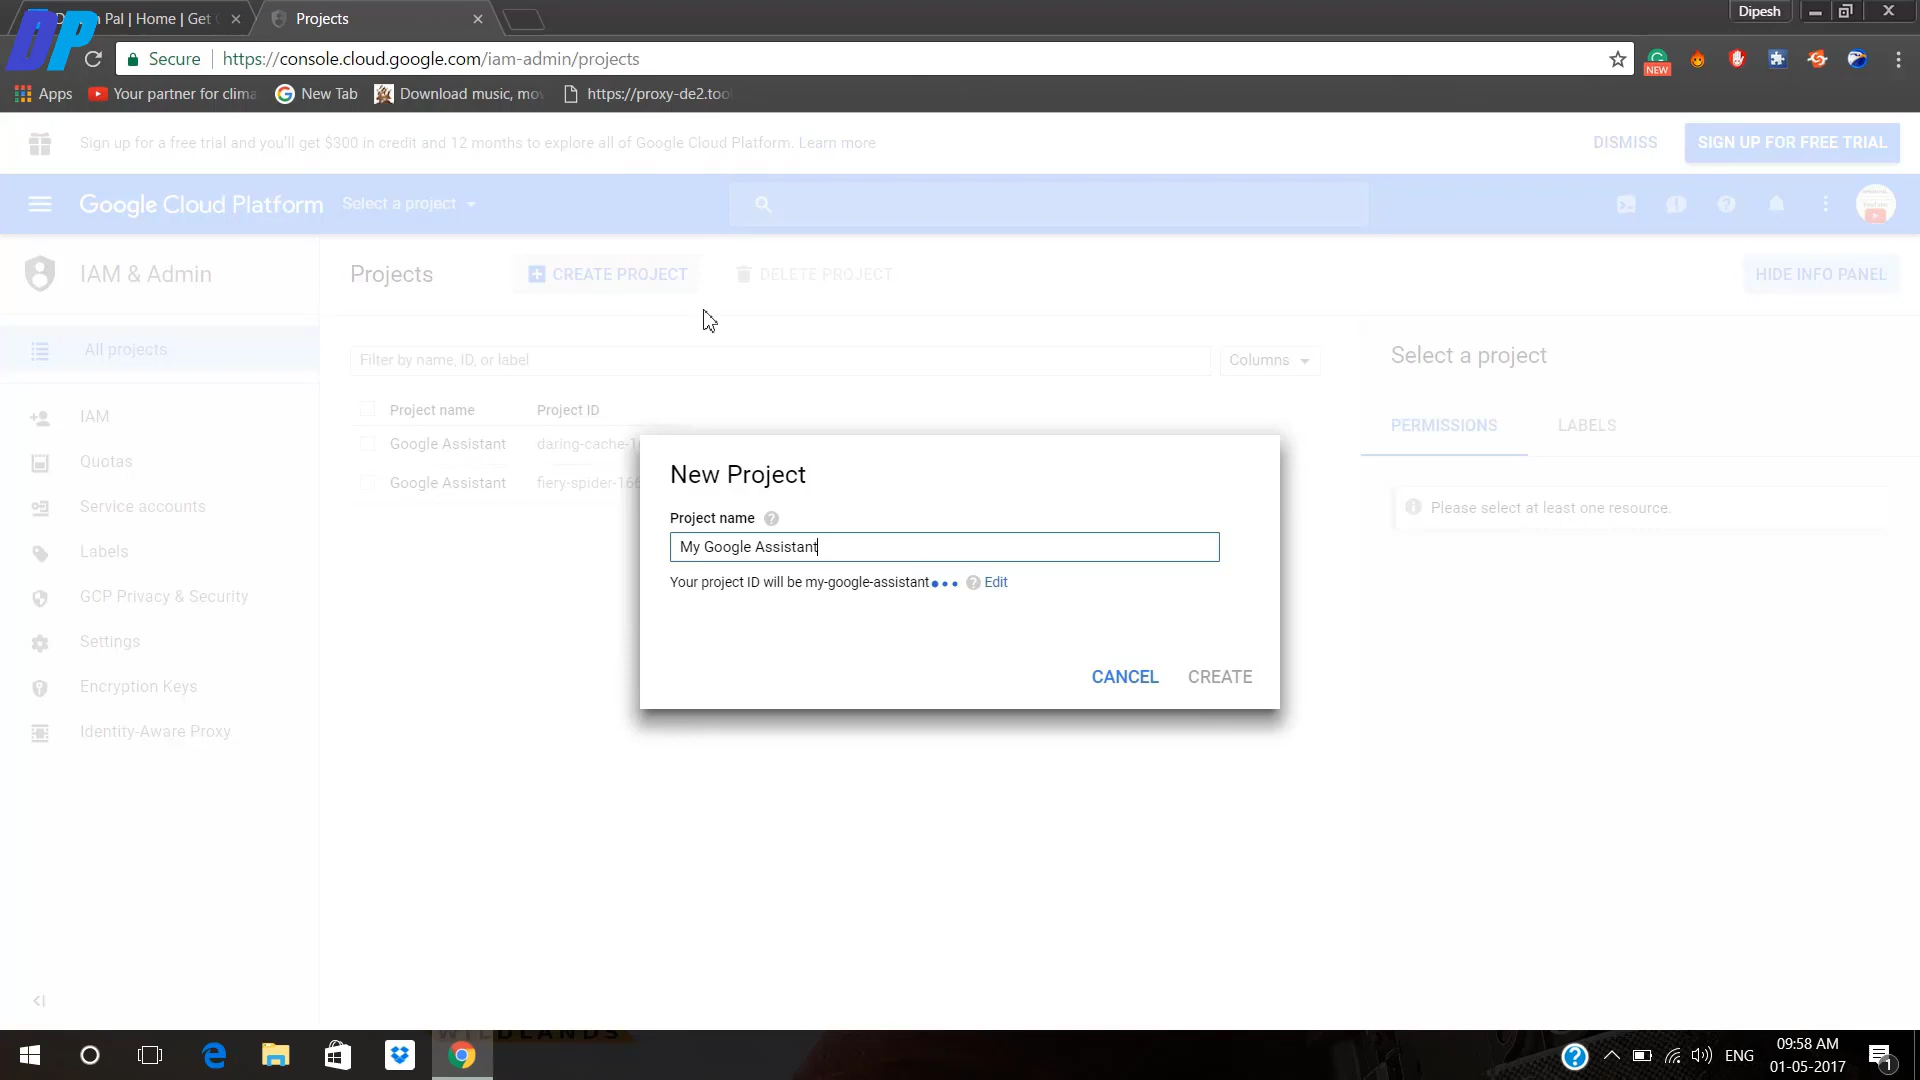 Pal | Home | Get
Projects
Dipesh
DP
Secure
https://console.cloud.google.com/iam-admin/projects
NEW
Apps
Your partner for clima
New Tab
Download music, mov
https://proxy-de2.too
Sign up for a free trial and you'll get $300 in credit and 12 months to explore all of Google Cloud Platform. Learn more
DISMISS
SIGN UP FOR FREE TRIAL
Google Cloud Platform
Select a project
IAM & Admin
Projects
CREATE PROJECT
DELETE PROJECT
HIDE INFO PANEL
All projects
IAM
Quotas
Service accounts
Labels
GCP Privacy & Security
Settings
Encryption Keys
Identity-Aware Proxy
Filter by name, ID, or label
Columns
Project name Project ID
Google Assistant daring-cache-1
Google Assistant fiery-spider-166
Select a project
PERMISSIONS
LABELS
Please select at least one resource.
New Project
Project name
My Google Assistant
Your project ID will be my-google-assistant Edit
CANCEL
CREATE
ENG
09:58 AM
01-05-2017
1